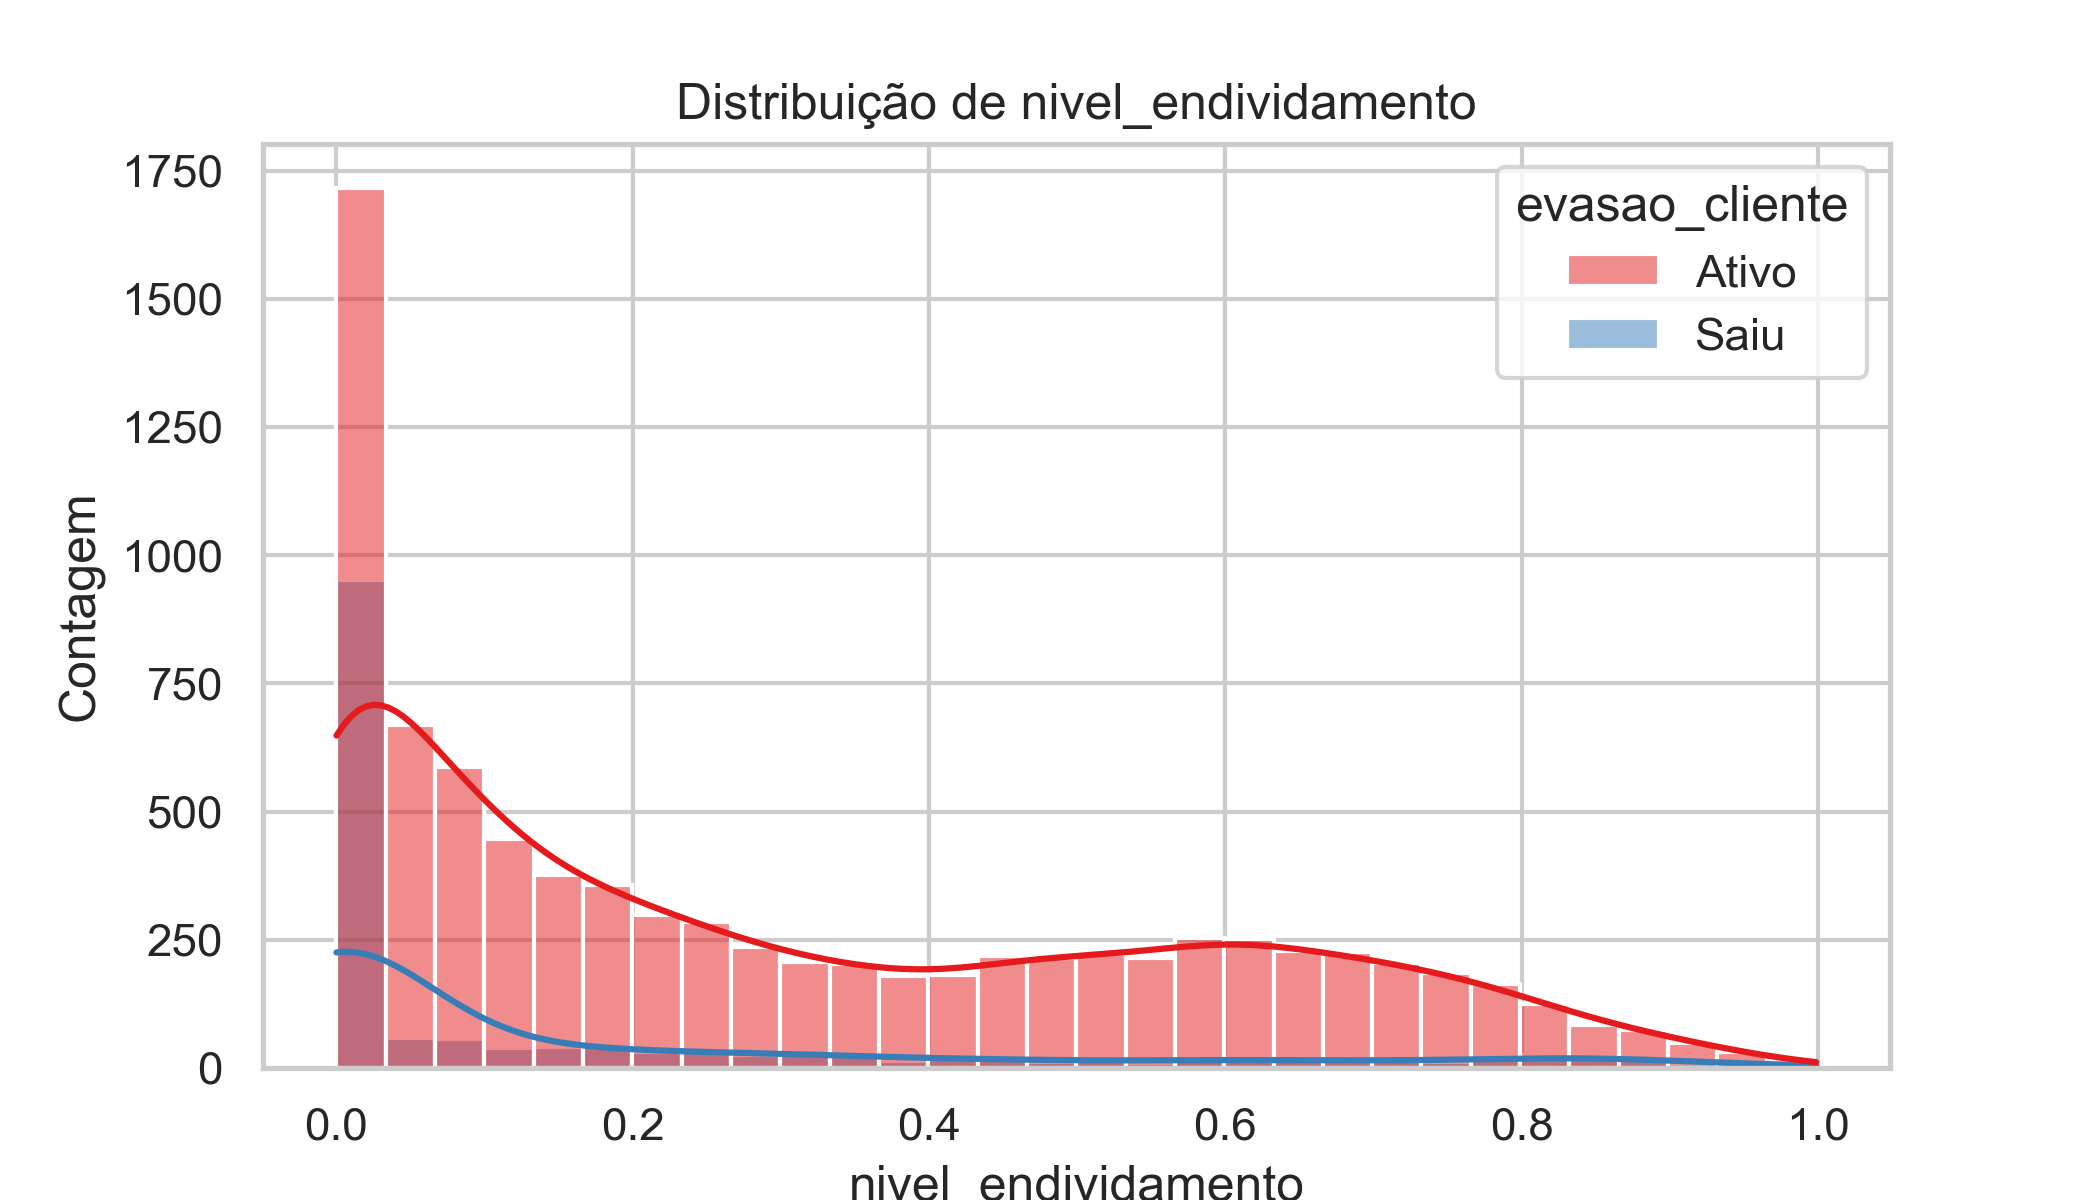 Distribuição de nivel_endividamento
evasao_cliente
Ativo
Saiu
Contagem
1750
1500
1250
1000
750
500
250
0
0.0 0.2 0.4 0.6 0.8 1.0
nivel_endividamento